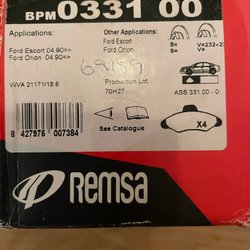 BPM 0331 00
Applications:
Ford Escort 04.90=>
Ford Orion 04.90=>
Other Applications:
Ford Escort
Ford Orion
S=
S=
V=
WVA 21171/18.6
Production Lot
70H27
ASS 331 00 - 0
See Catalogue
X4
8 427976 007384
REMSA